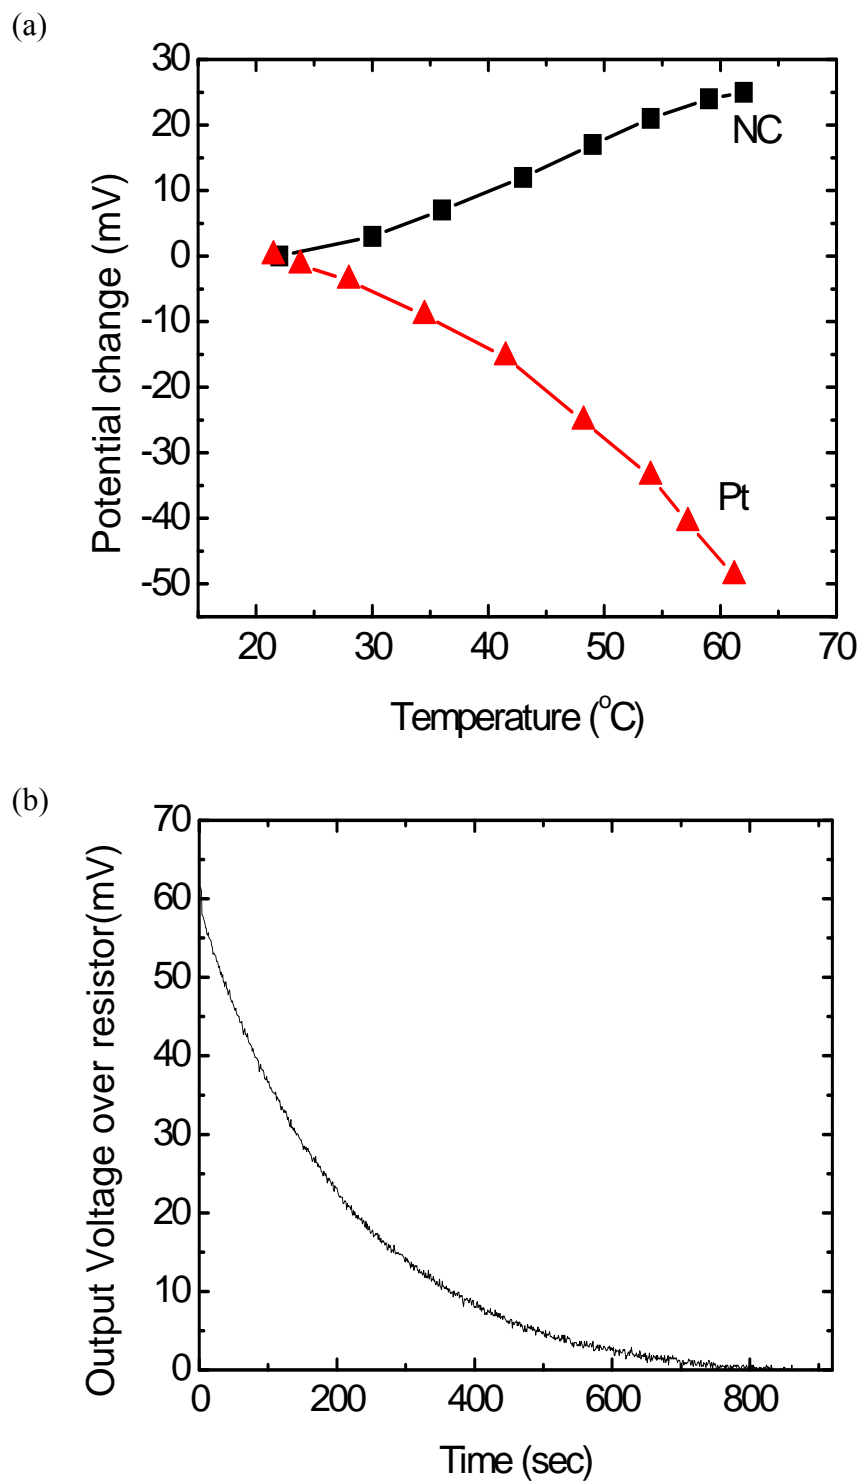 (a)
30
20
10
0
-10
-20
-30
-40
-50
Potential change (mV)
NC
Pt
20 30 40 50 60 70
Temperature (°C)
(b)
70
60
50
40
30
20
10
0
Output Voltage over resistor(mV)
0 200 400 600 800
Time (sec)